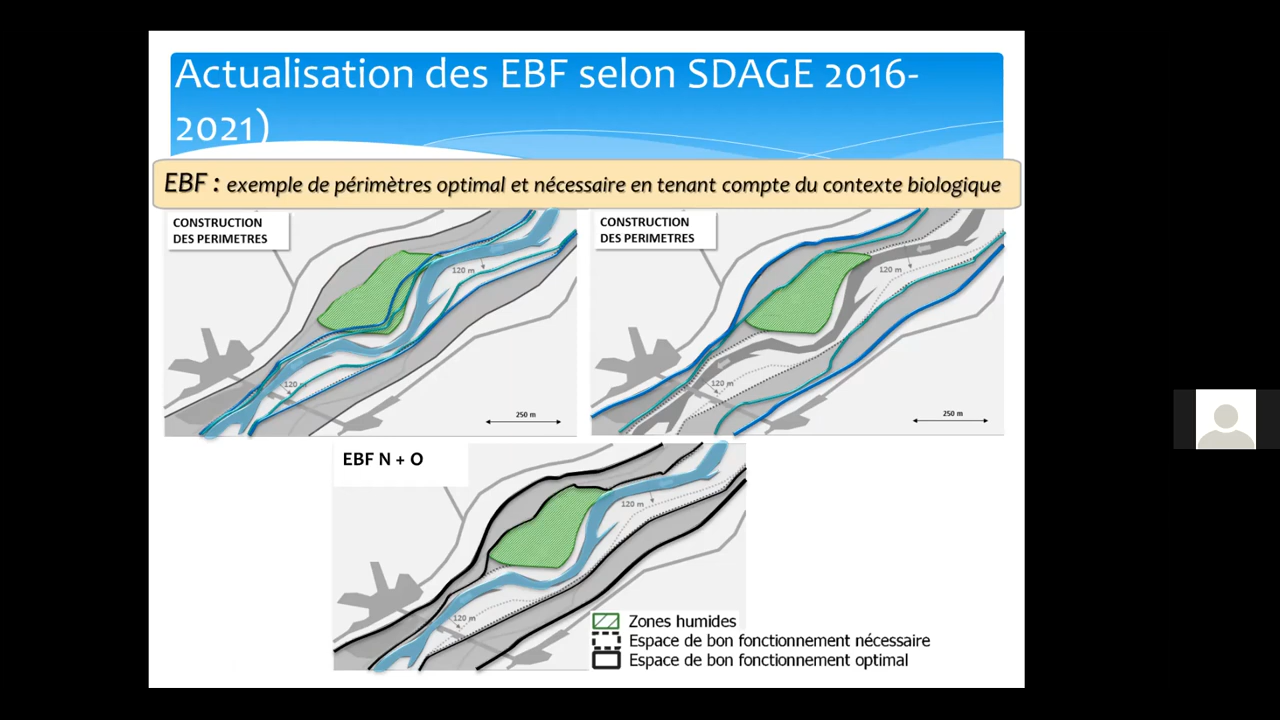 Actualisation des EBF selon SDAGE 2016-
2021)
EBF : exemple de périmètres optimal et nécessaire en tenant compte du contexte biologique
CONSTRUCTION
DES PERIMETRES
120 m
120 m
250 m
CONSTRUCTION
DES PERIMETRES
120 m
120 m
250 m
EBF N + O
120 m
120 m
Zones humides
Espace de bon fonctionnement nécessaire
Espace de bon fonctionnement optimal